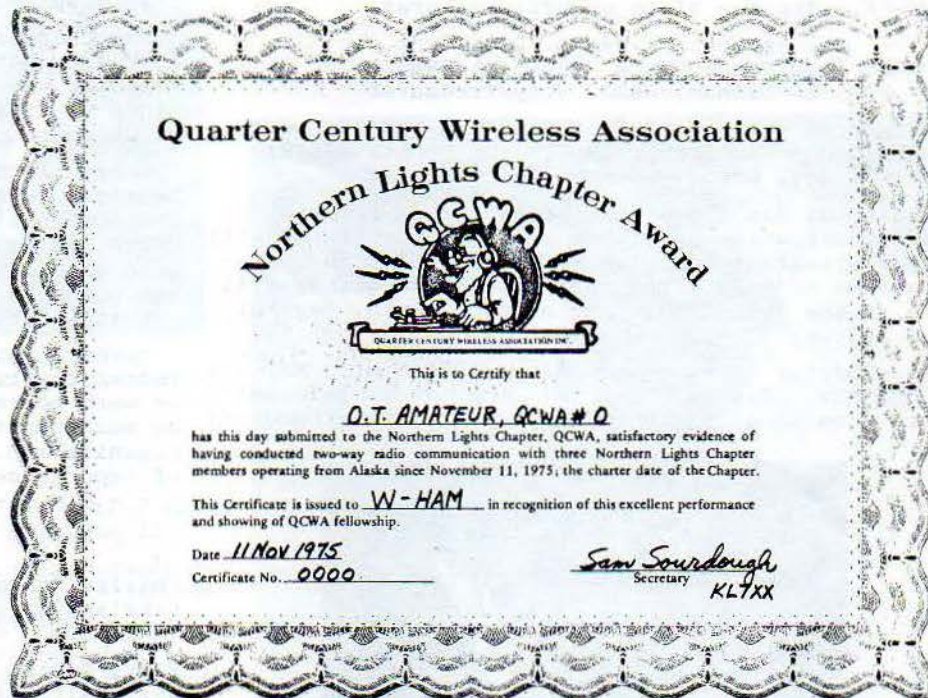 Quarter Century Wireless Association
Northern Lights Chapter Award
QCWA
QUARTER CENTURY WIRELESS ASSOCIATION INC.
This is to Certify that
O.T. AMATEUR, QCWA# 0
has this day submitted to the Northern Lights Chapter, QCWA, satisfactory evidence of
having conducted two-way radio communication with three Northern Lights Chapter
members operating from Alaska since November 11, 1975; the charter date of the Chapter.
This Certificate is issued to W-HAM in recognition of this excellent performance
and showing of QCWA fellowship.
Date 11 NOV 1975
Certificate No. 0000
Sam Sourdough
Secretary
KL7XX